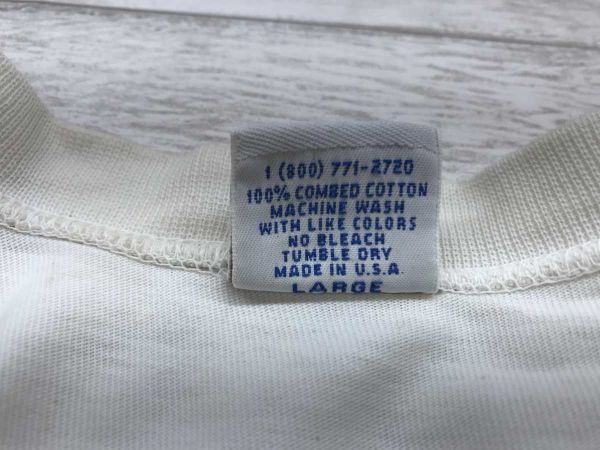 1 (800) 771-2720
100% COMBED COTTON
MACHINE WASH
WITH LIKE COLORS
NO BLEACH
TUMBLE DRY
MADE IN U.S.A.
LARGE